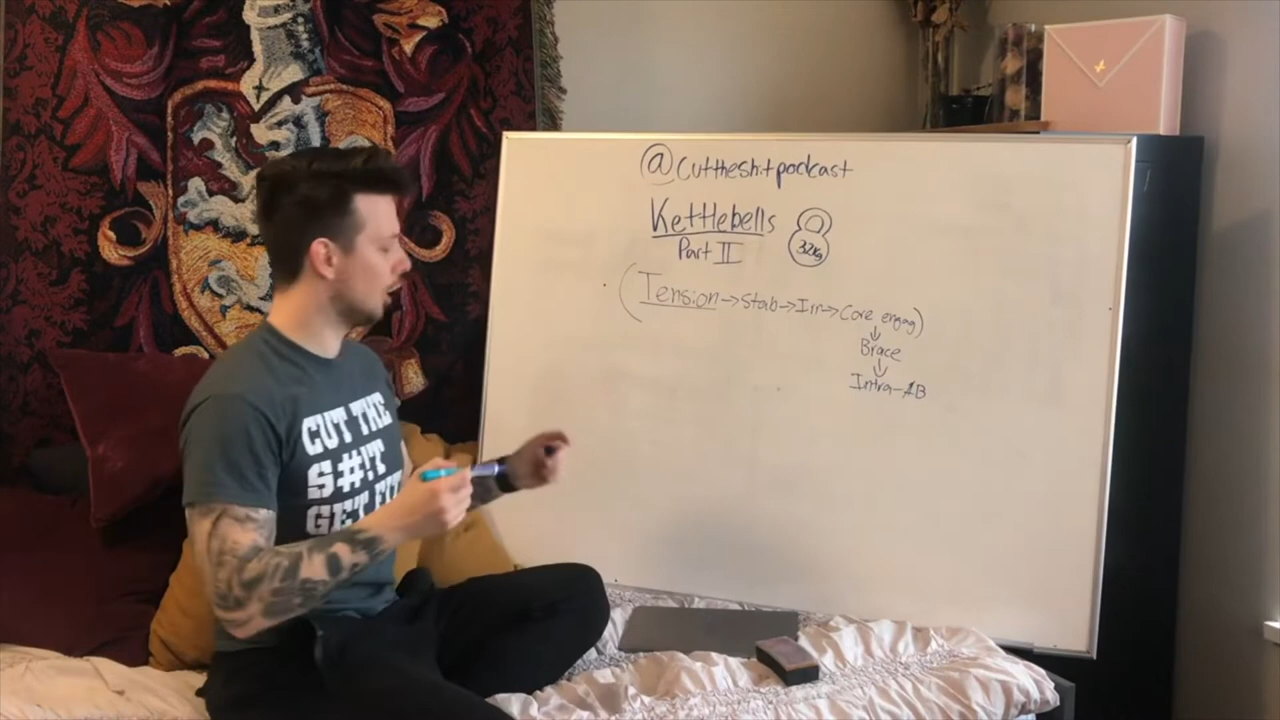 @cuttheshitpodcast
Kettlebells
32kg
Part II
(Tension→Stab→Irr→Core engag)
↓
Brace
↓
Intra-AB
CUT THE
S#!T
GET FIT